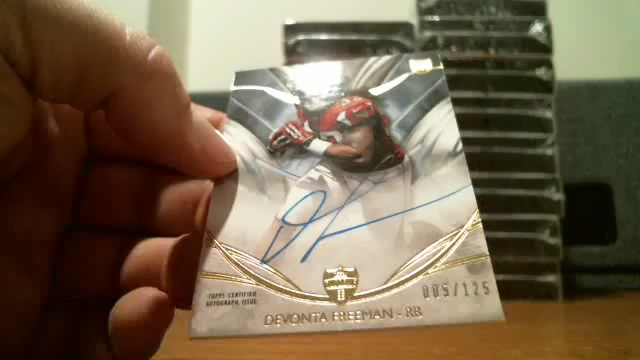 TOPPS CERTIFIED
AUTOGRAPH ISSUE
005/125
DEVONTA FREEMAN - RB